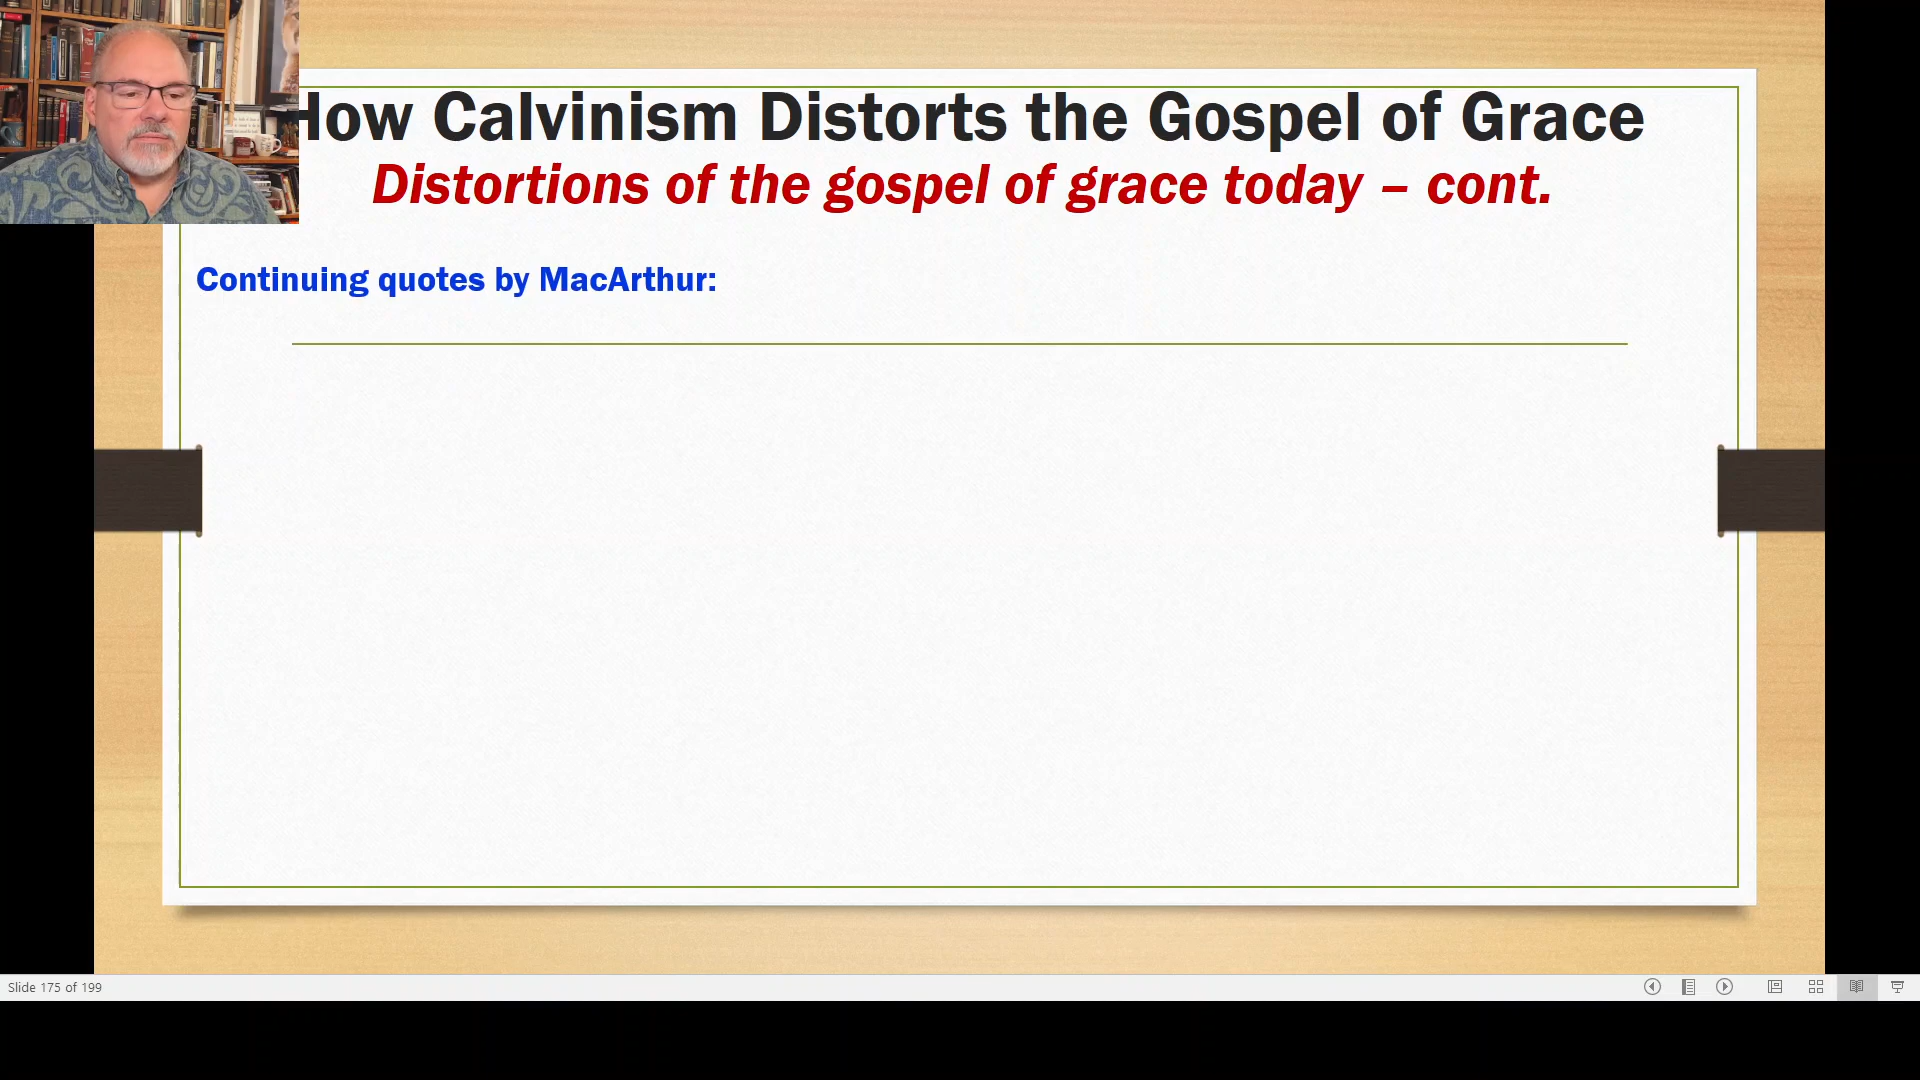 How Calvinism Distorts the Gospel of Grace
Distortions of the gospel of grace today – cont.
Continuing quotes by MacArthur:
Slide 175 of 199